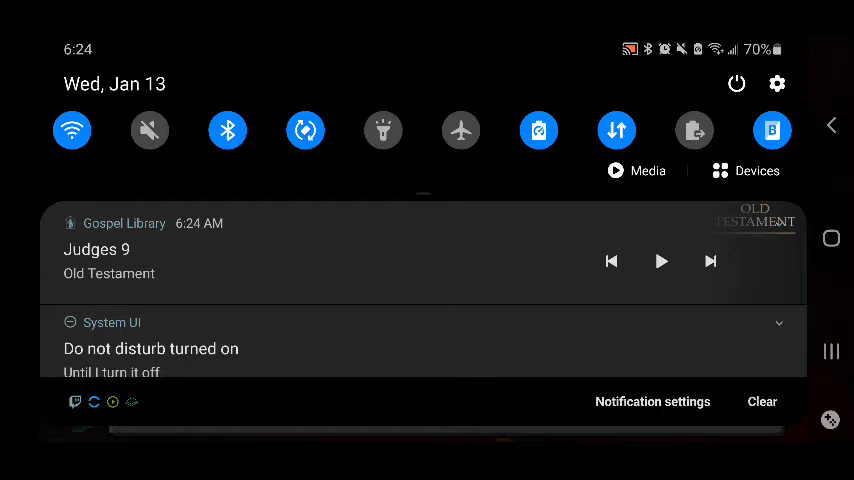 6:24
70%
Wed, Jan 13
B
Media
Devices
Gospel Library 6:24 AM
OLD
TESTAMENT
Judges 9
Old Testament
System UI
Do not disturb turned on
Until I turn it off
Notification settings
Clear